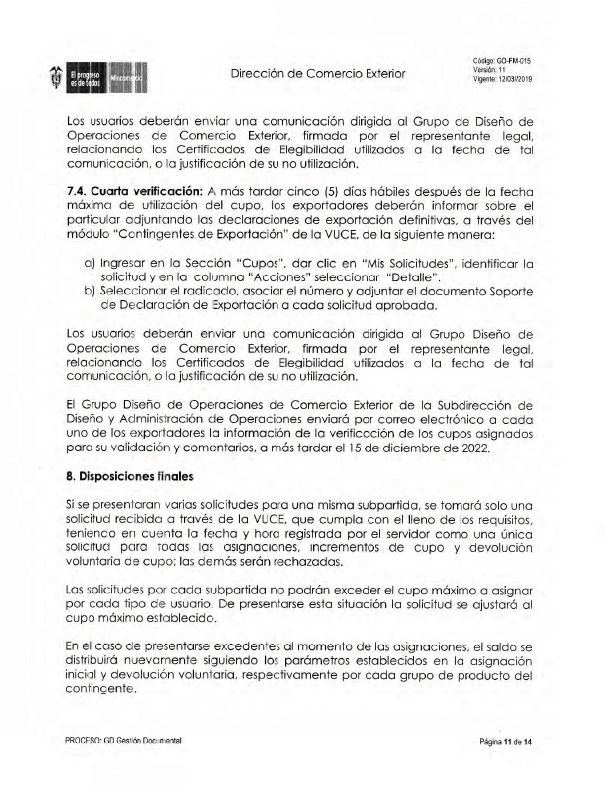 Código: GD-FM-015
Versión: 11
Vigente: 12/03//2019
El progreso
es de todos
Mincomercio
Dirección de Comercio Exterior
Los usuarios deberán enviar una comunicación dirigida al Grupo de Diseño de
Operaciones de Comercio Exterior, firmada por el representante legal,
relacionando los Certificados de Elegibilidad utilizados a la fecha de tal
comunicación, o la justificación de su no utilización.
7.4. Cuarta verificación: A más tardar cinco (5) días hábiles después de la fecha
máxima de utilización del cupo, los exportadores deberán informar sobre el
particular adjuntando las declaraciones de exportación definitivas, a través del
módulo "Contingentes de Exportación" de la VUCE, de la siguiente manera:
a) Ingresar en la Sección "Cupos", dar clic en "Mis Solicitudes", identificar la
solicitud y en la columna "Acciones" seleccionar "Detalle".
b) Seleccionar el radicado, asociar el número y adjuntar el documento Soporte
de Declaración de Exportación a cada solicitud aprobada.
Los usuarios deberán enviar una comunicación dirigida al Grupo Diseño de
Operaciones de Comercio Exterior, firmada por el representante legal,
relacionando los Certificados de Elegibilidad utilizados a la fecha de tal
comunicación, o la justificación de su no utilización.
El Grupo Diseño de Operaciones de Comercio Exterior de la Subdirección de
Diseño y Administración de Operaciones enviará por correo electrónico a cada
uno de los exportadores la información de la verificación de los cupos asignados
para su validación y comentarios, a más tardar el 15 de diciembre de 2022.
8. Disposiciones finales
Si se presentaran varias solicitudes para una misma subpartida, se tomará solo una
solicitud recibida a través de la VUCE, que cumpla con el lleno de los requisitos,
teniendo en cuenta la fecha y hora registrada por el servidor como una única
solicitud para todas las asignaciones, incrementos de cupo y devolución
voluntaria de cupo; las demás serán rechazadas.
Las solicitudes por cada subpartida no podrán exceder el cupo máximo a asignar
por cada tipo de usuario. De presentarse esta situación la solicitud se ajustará al
cupo máximo establecido.
En el caso de presentarse excedentes al momento de las asignaciones, el saldo se
distribuirá nuevamente siguiendo los parámetros establecidos en la asignación
inicial y devolución voluntaria, respectivamente por cada grupo de producto del
contingente.
PROCESO: GD Gestión Documental
Página 11 de 14